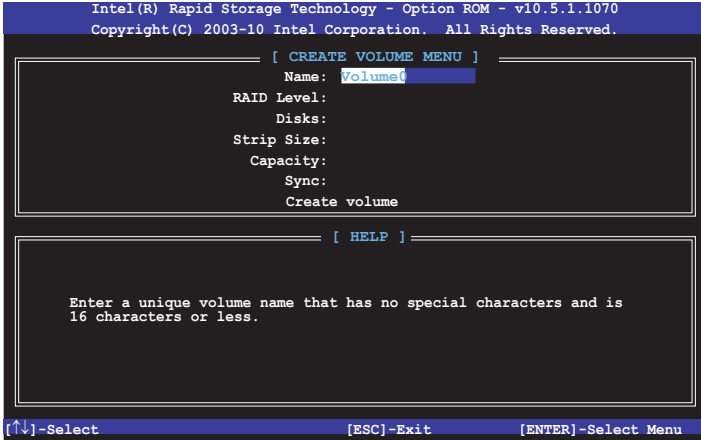 Intel(R) Rapid Storage Technology - Option ROM - v10.5.1.1070
Copyright(C) 2003-10 Intel Corporation.  All Rights Reserved.
[ CREATE VOLUME MENU ]
Name: Volume0
RAID Level:
Disks:
Strip Size:
Capacity:
Sync:
Create volume
[ HELP ]
Enter a unique volume name that has no special characters and is
16 characters or less.
[↑↓]-Select [ESC]-Exit [ENTER]-Select Menu